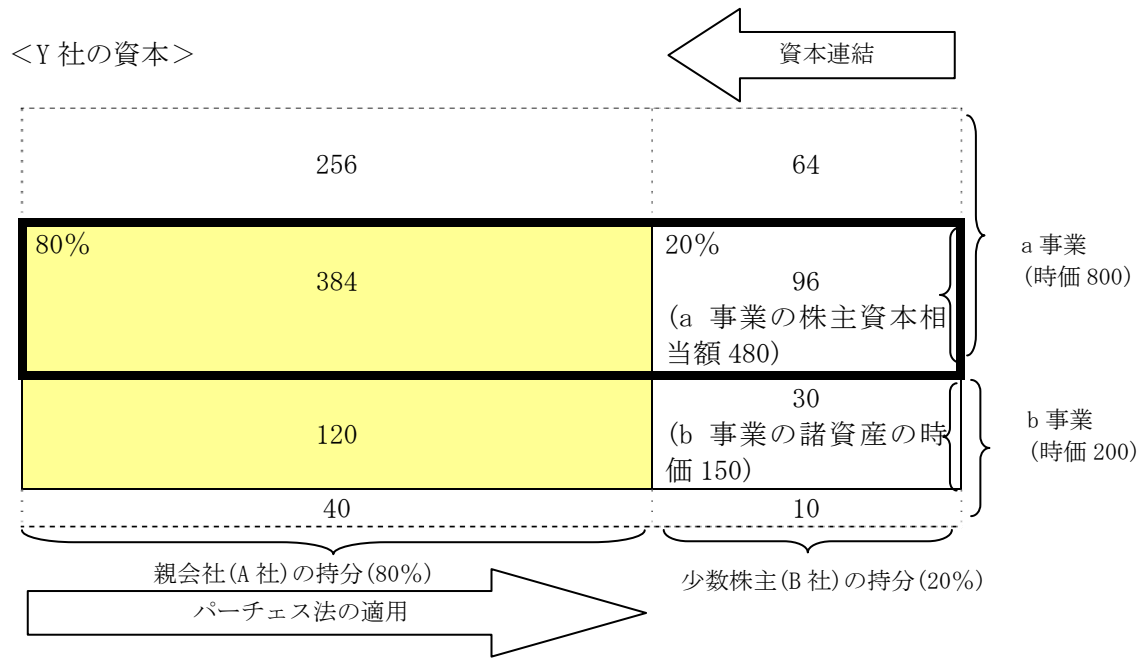 <Y 社の資本>
資本連結
256
64
80%
384
20%
96
(a 事業の株主資本相
当額 480)
a 事業
(時価 800)
120
30
(b 事業の諸資産の時
価 150)
b 事業
(時価 200)
40
10
親会社(A 社)の持分(80%)
少数株主(B 社)の持分(20%)
パーチェス法の適用